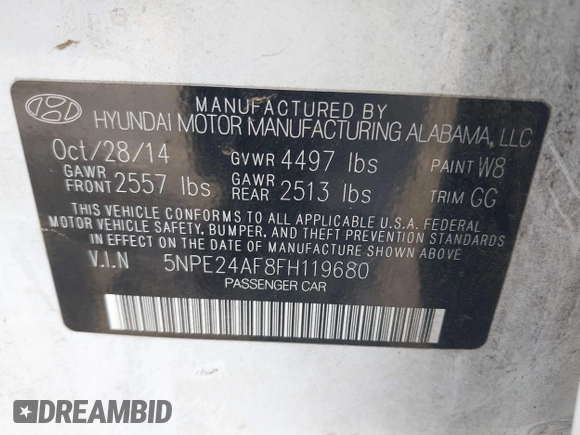 MANUFACTURED BY
HYUNDAI MOTOR MANUFACTURING ALABAMA, LLC
Oct/28/14 GVWR 4497 lbs PAINT W8
GAWR FRONT 2557 lbs GAWR REAR 2513 lbs TRIM GG
THIS VEHICLE CONFORMS TO ALL APPLICABLE U.S.A. FEDERAL
MOTOR VEHICLE SAFETY, BUMPER, AND THEFT PREVENTION STANDARDS
IN EFFECT ON THE DATE OF MANUFACTURE SHOWN ABOVE.
V.I.N 5NPE24AF8FH119680
PASSENGER CAR
DREAMBID